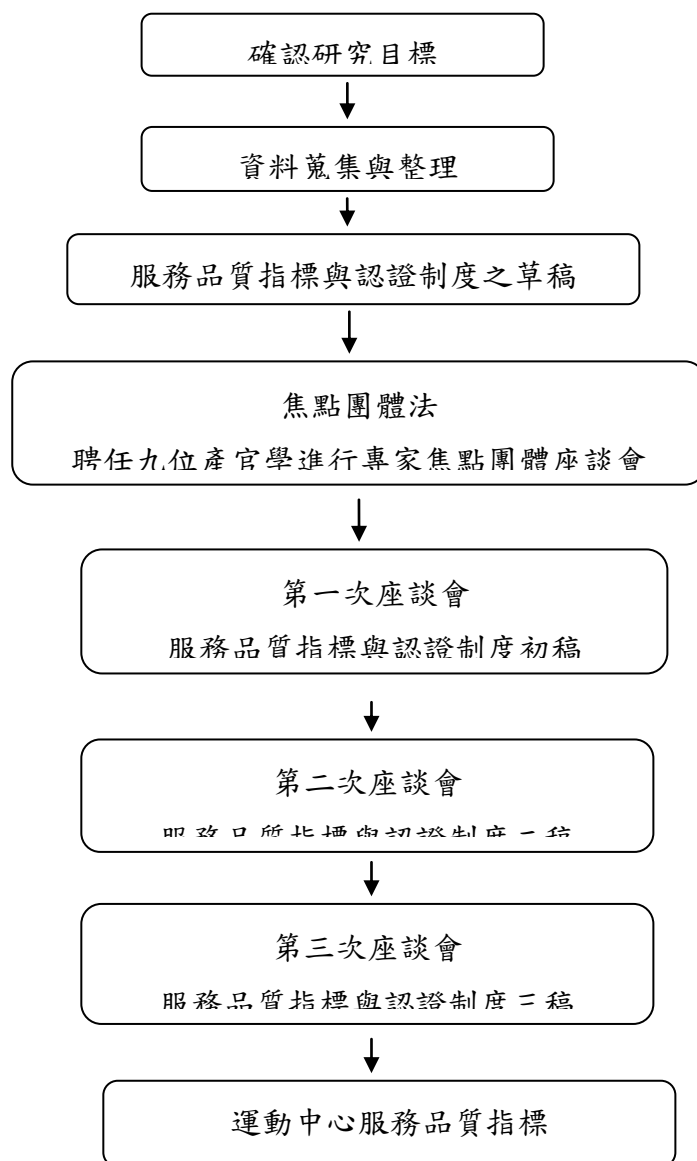 確認研究目標
資料蒐集與整理
服務品質指標與認證制度之草稿
焦點團體法
聘任九位產官學進行專家焦點團體座談會
第一次座談會
服務品質指標與認證制度初稿
第二次座談會
服務品質指標與認證制度二稿
第三次座談會
服務品質指標與認證制度三稿
運動中心服務品質指標